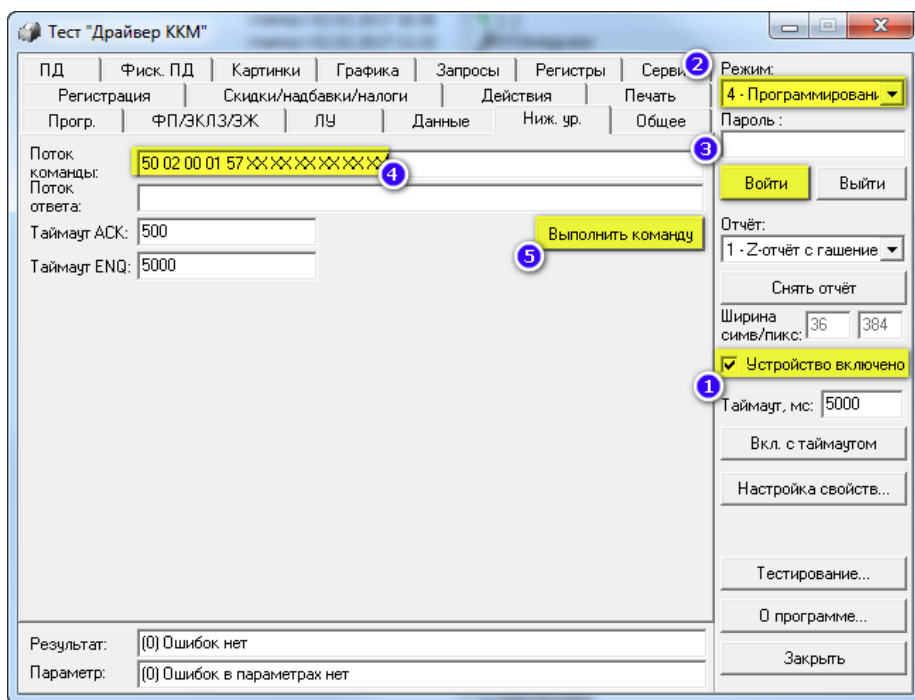 Тест "Драйвер ККМ"
ПД Фиск. ПД Картинки Графика Запросы Регистры Серви
Регистрация Скидки/надбавки/налоги Действия Печать
Прогр. ФП/ЭКЛЗ/ЭЖ ЛУ Данные Ниж. ур. Общее
Поток команды: 50 02 00 01 57 XX XX XX XX XX XX
4
Поток ответа:
Таймаут ACK: 500
Таймаут ENQ: 5000
Выполнить команду
5
2
Режим:
4 - Программировани
Пароль :
3
Войти Выйти
Отчёт:
1 - Z-отчёт с гашение
Снять отчёт
Ширина симв/пикс: 36 384
Устройство включено
1
Таймаут, мс: 5000
Вкл. с таймаутом
Настройка свойств...
Тестирование...
О программе...
Закрыть
Результат: (0) Ошибок нет
Параметр: (0) Ошибок в параметрах нет